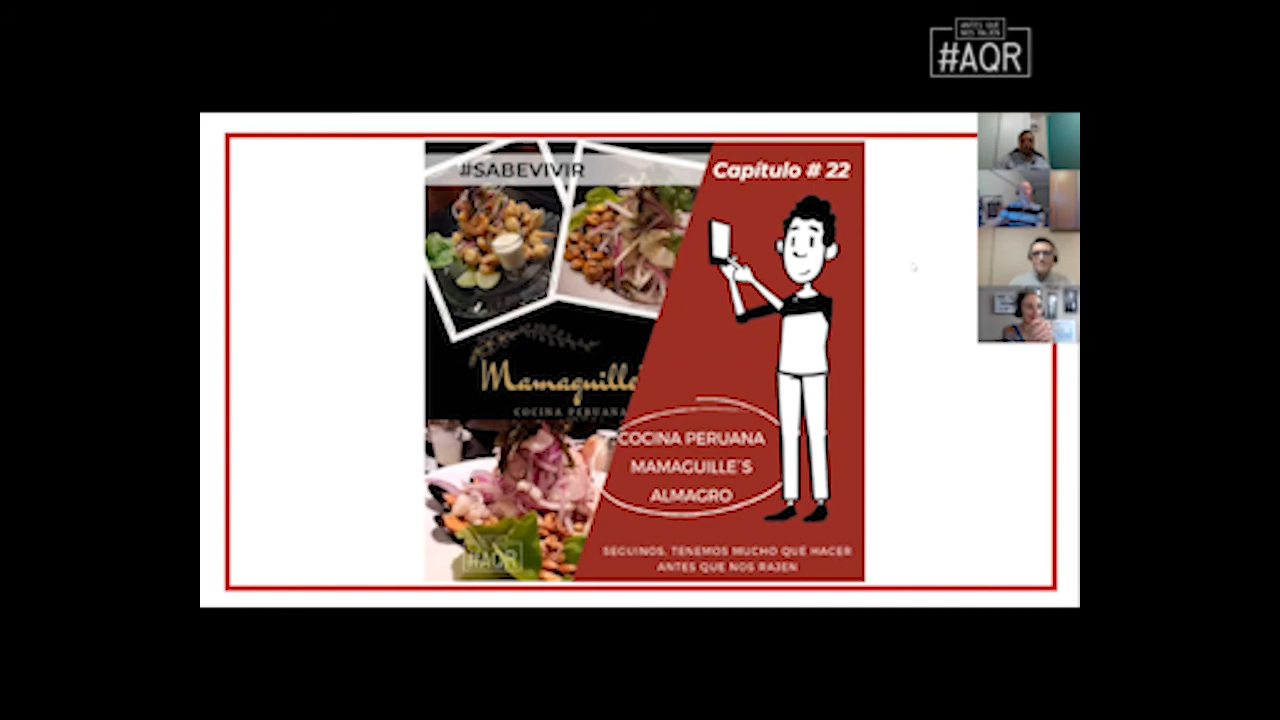 ANTES QUE
NOS RAJEN
#AQR
#SABEVIVIR
Capítulo # 22
Mamaguille
COCINA PERUANA
COCINA PERUANA
MAMAGUILLE'S
ALMAGRO
#AQR
SEGUINOS, TENEMOS MUCHO QUE HACER
ANTES QUE NOS RAJEN